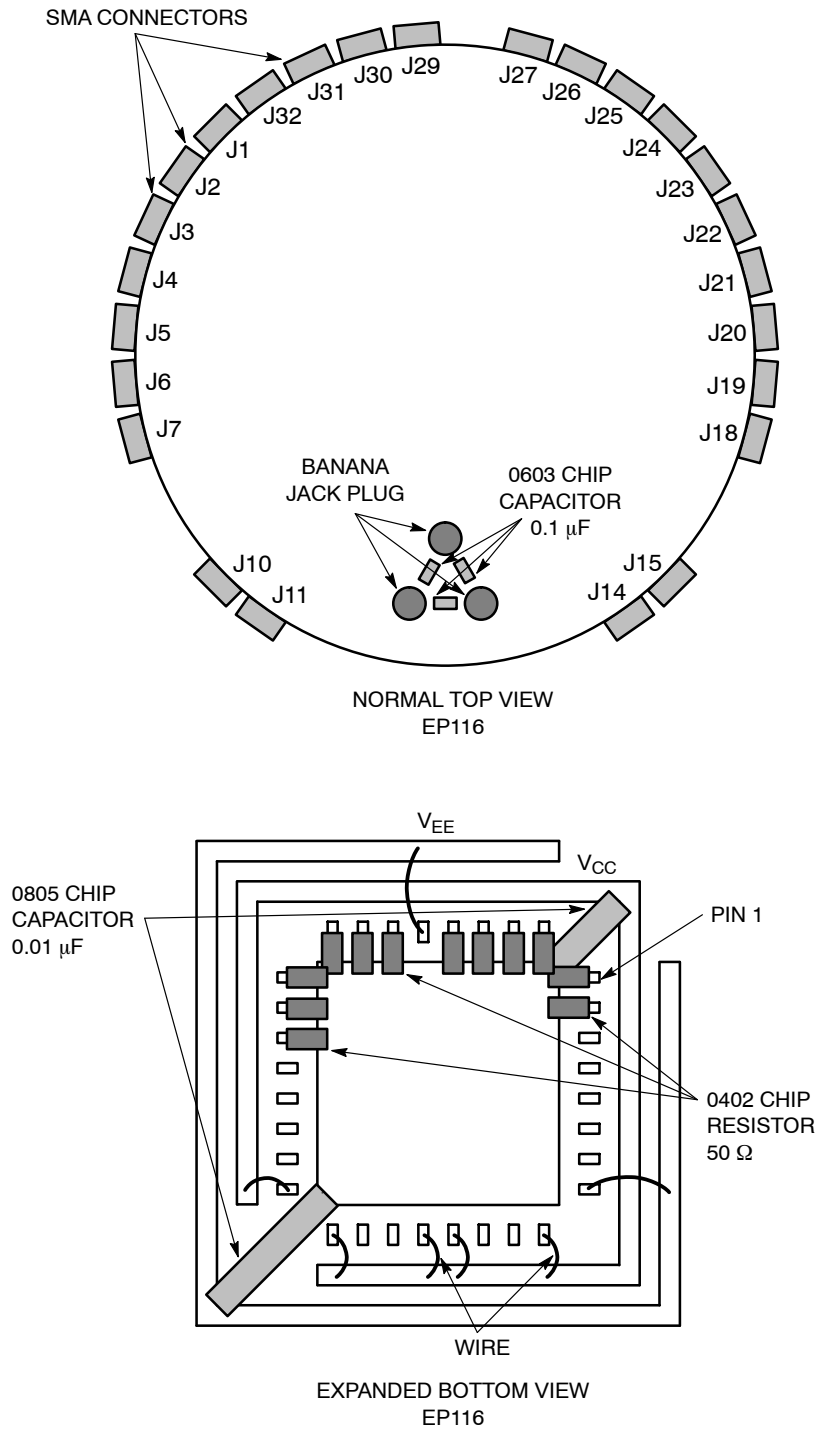 SMA CONNECTORS
J29
J30
J31
J32
J1
J2
J3
J4
J5
J6
J7
J10
J11
J27
J26
J25
J24
J23
J22
J21
J20
J19
J18
J15
J14
BANANA
JACK PLUG
0603 CHIP
CAPACITOR
0.1 μF
NORMAL TOP VIEW
EP116
VEE
VCC
0805 CHIP
CAPACITOR
0.01 μF
PIN 1
0402 CHIP
RESISTOR
50 Ω
WIRE
EXPANDED BOTTOM VIEW
EP116